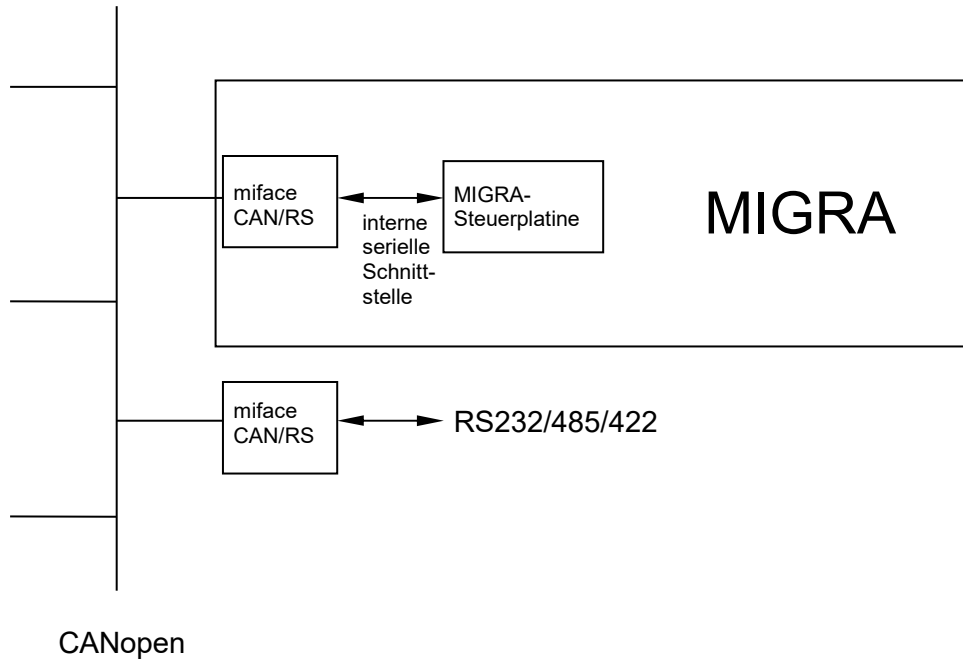 miface
CAN/RS
interne
serielle
Schnitt-
stelle
MIGRA-
Steuerplatine
MIGRA
miface
CAN/RS
RS232/485/422
CANopen